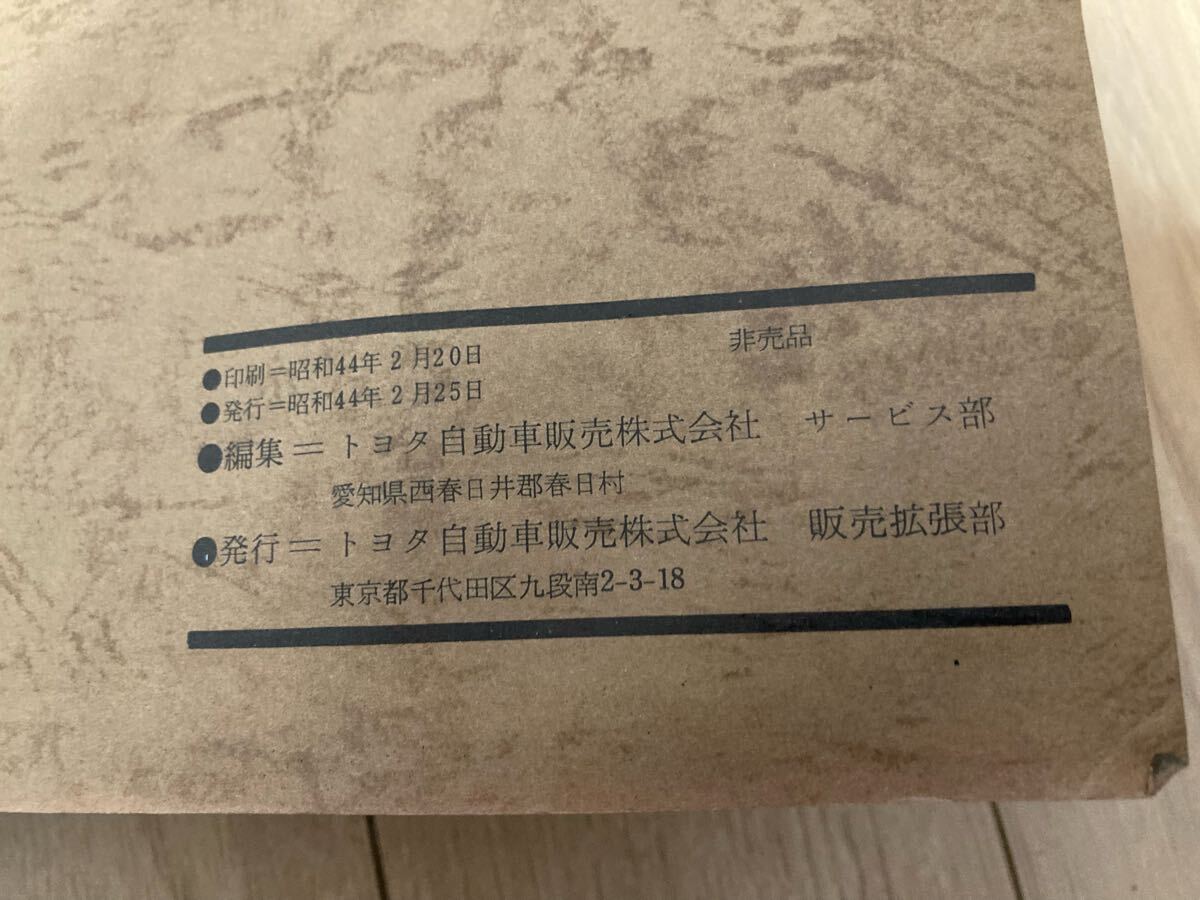 非売品
●印刷＝昭和44年2月20日
●発行＝昭和44年2月25日
●編集＝トヨタ自動車販売株式会社　サービス部
愛知県西春日井郡春日村
●発行＝トヨタ自動車販売株式会社　販売拡張部
東京都千代田区九段南2-3-18